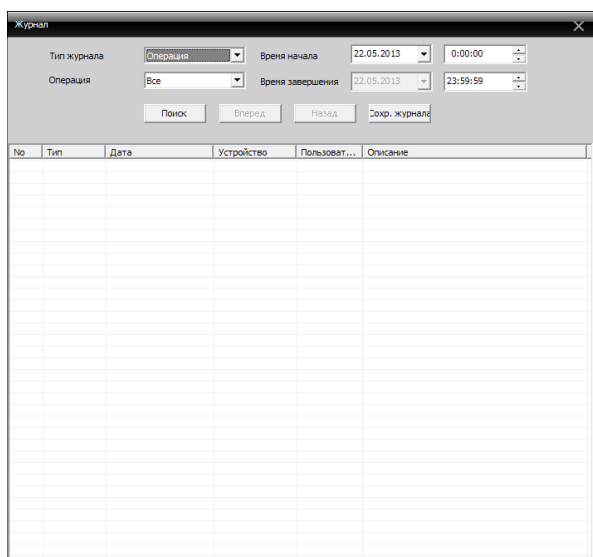 Журнал
Тип журнала Операция Время начала 22.05.2013 0:00:00
Операция Все Время завершения 22.05.2013 23:59:59
Поиск Вперед Назад Сохр. журнала
No Тип Дата Устройство Пользоват... Описание